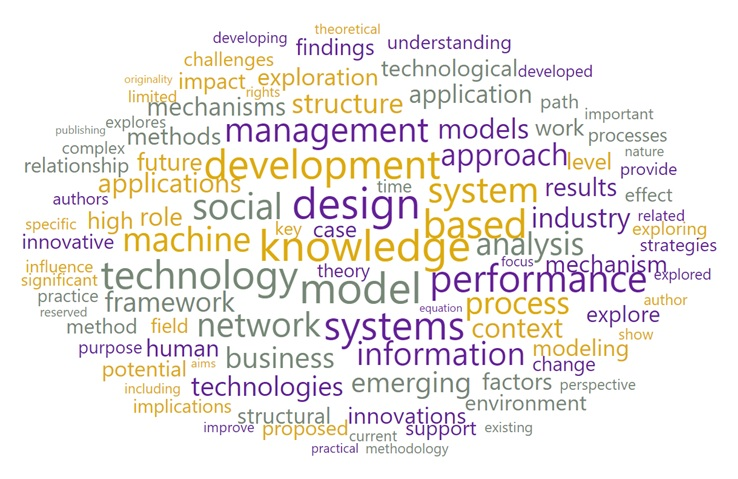 theoretical
developing findings understanding
challenges technological developed
originality impact exploration
limited rights structure application path
mechanisms important
explores methods management models work processes
publishing
complex nature
relationship future development approach level provide
applications time system results effect
authors social design
specific high role key case based industry related exploring
innovative machine knowledge analysis strategies
influence theory focus mechanism explored
significant technology model performance
practice framework equation process author
reserved
method field network systems context explore
show
purpose human business information modeling
potential aims change
including technologies emerging factors perspective
implications structural innovations environment
improve proposed current support existing
practical methodology